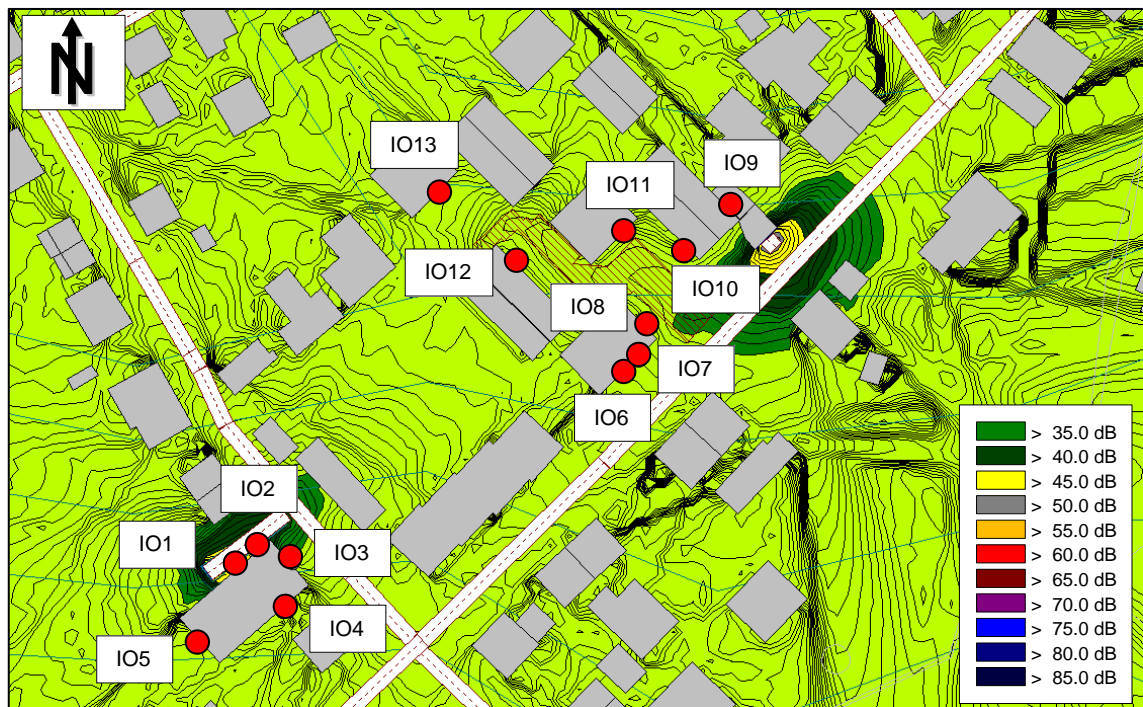 N
IO13
IO9
IO11
IO12
IO8
IO10
IO7
IO6
IO2
IO1
IO3
IO4
IO5
> 35.0 dB
> 40.0 dB
> 45.0 dB
> 50.0 dB
> 55.0 dB
> 60.0 dB
> 65.0 dB
> 70.0 dB
> 75.0 dB
> 80.0 dB
> 85.0 dB